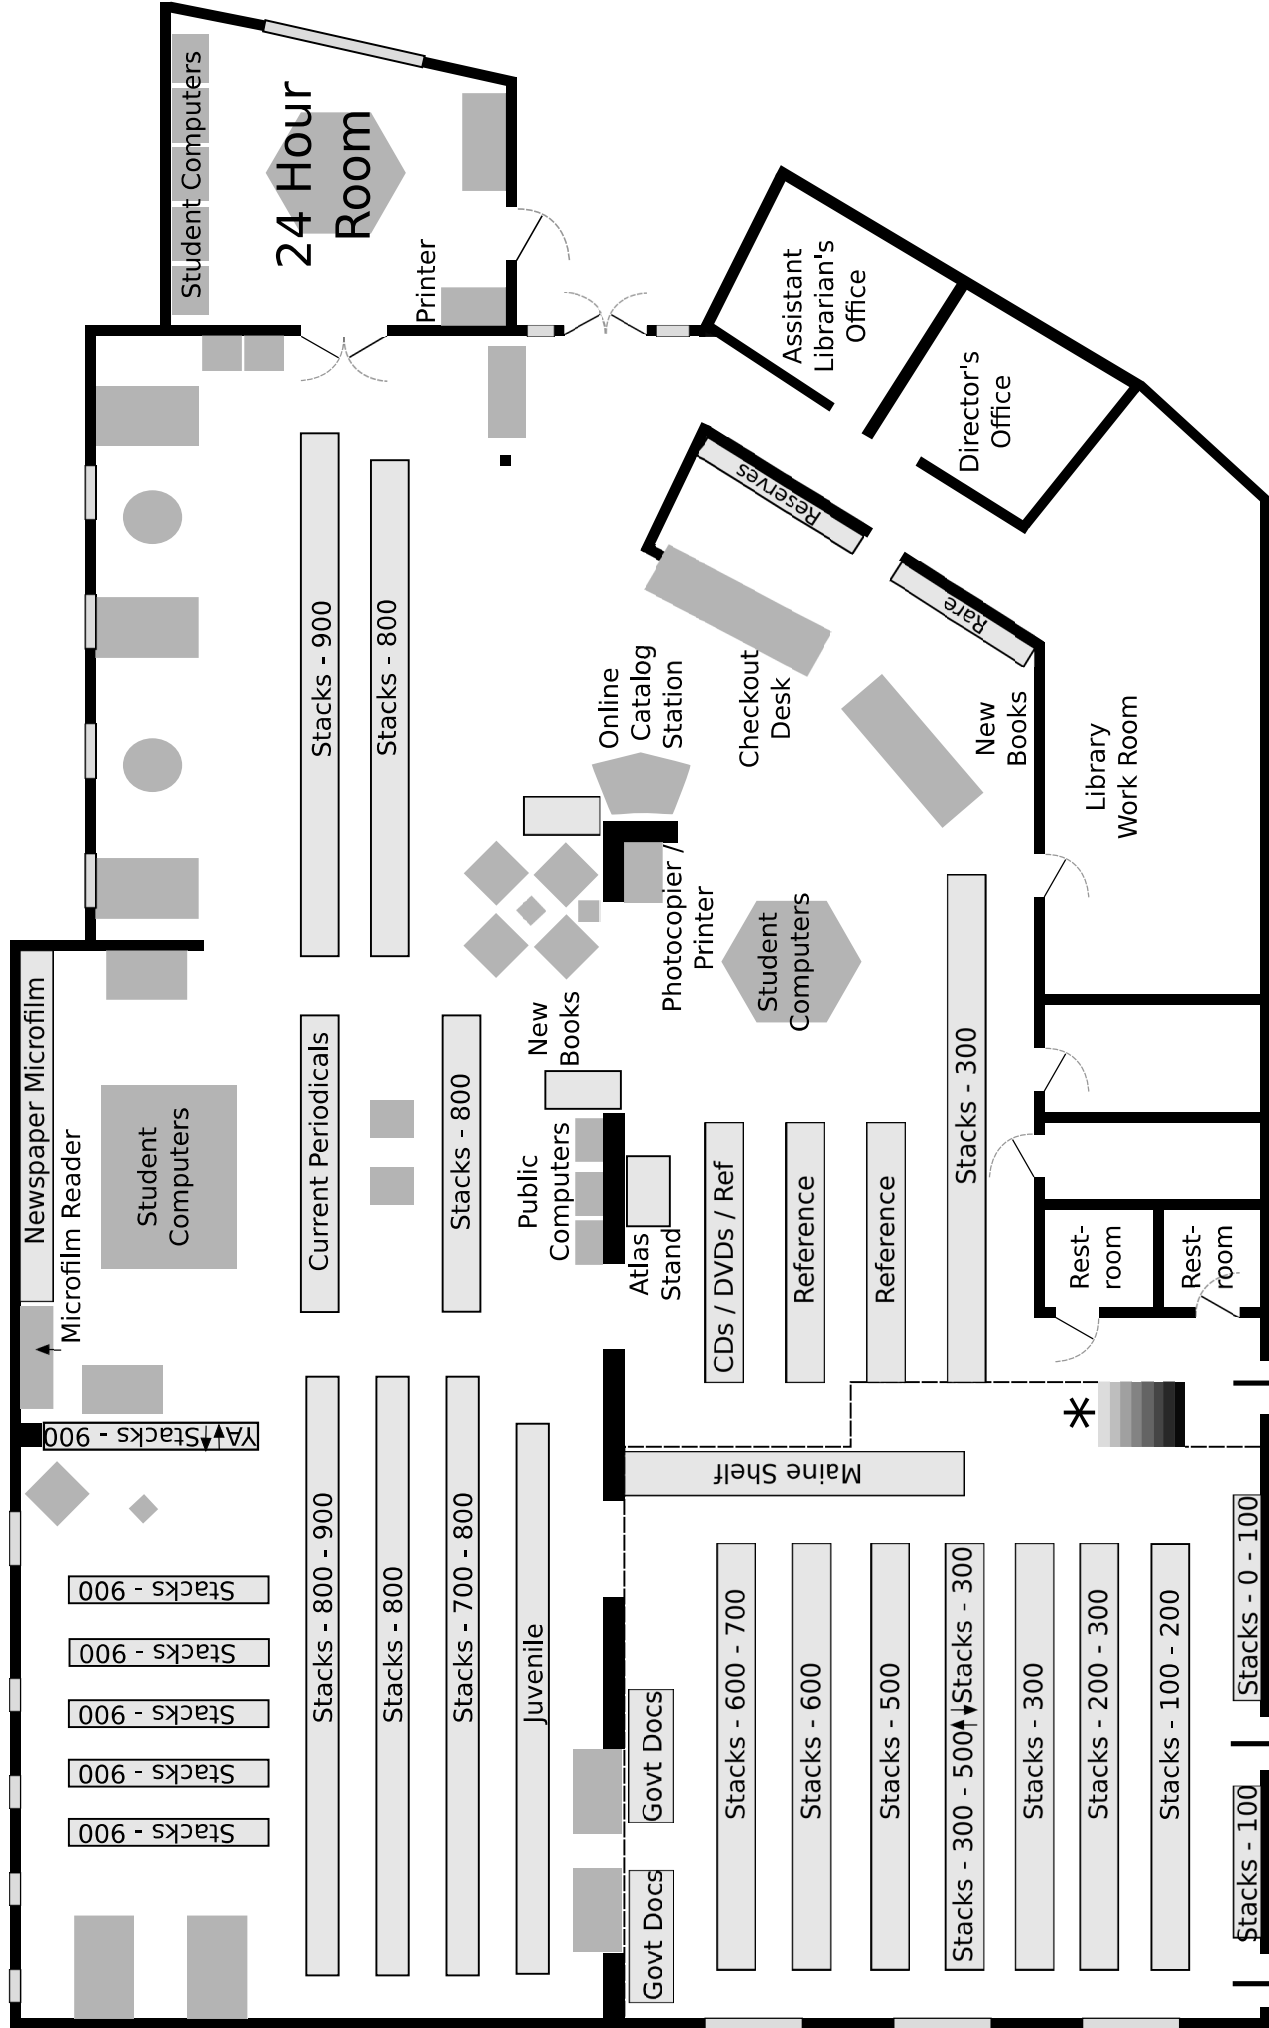 Student Computers
24 Hour
Room
Printer
Assistant
Librarian's
Office
Director's
Office
Reserves
Rare
Stacks - 900
Stacks - 800
Online
Catalog
Station
Checkout
Desk
New
Books
Library
Work Room
Photocopier /
Printer
Student
Computers
Newspaper Microfilm
Microfilm Reader
Student
Computers
Current Periodicals
Stacks - 800
New
Books
Public
Computers
Atlas
Stand
CDs / DVDs / Ref
Reference
Reference
Stacks - 300
Rest-
room
Rest-
room
*
YA Stacks - 900
Maine Shelf
Stacks - 900
Stacks - 900
Stacks - 900
Stacks - 900
Stacks - 900
Stacks - 800 - 900
Stacks - 800
Stacks - 700 - 800
Juvenile
Govt Docs
Govt Docs
Stacks - 600 - 700
Stacks - 600
Stacks - 500
Stacks - 300 - 500 Stacks - 300
Stacks - 300
Stacks - 200 - 300
Stacks - 100 - 200
Stacks - 0 - 100
Stacks - 100